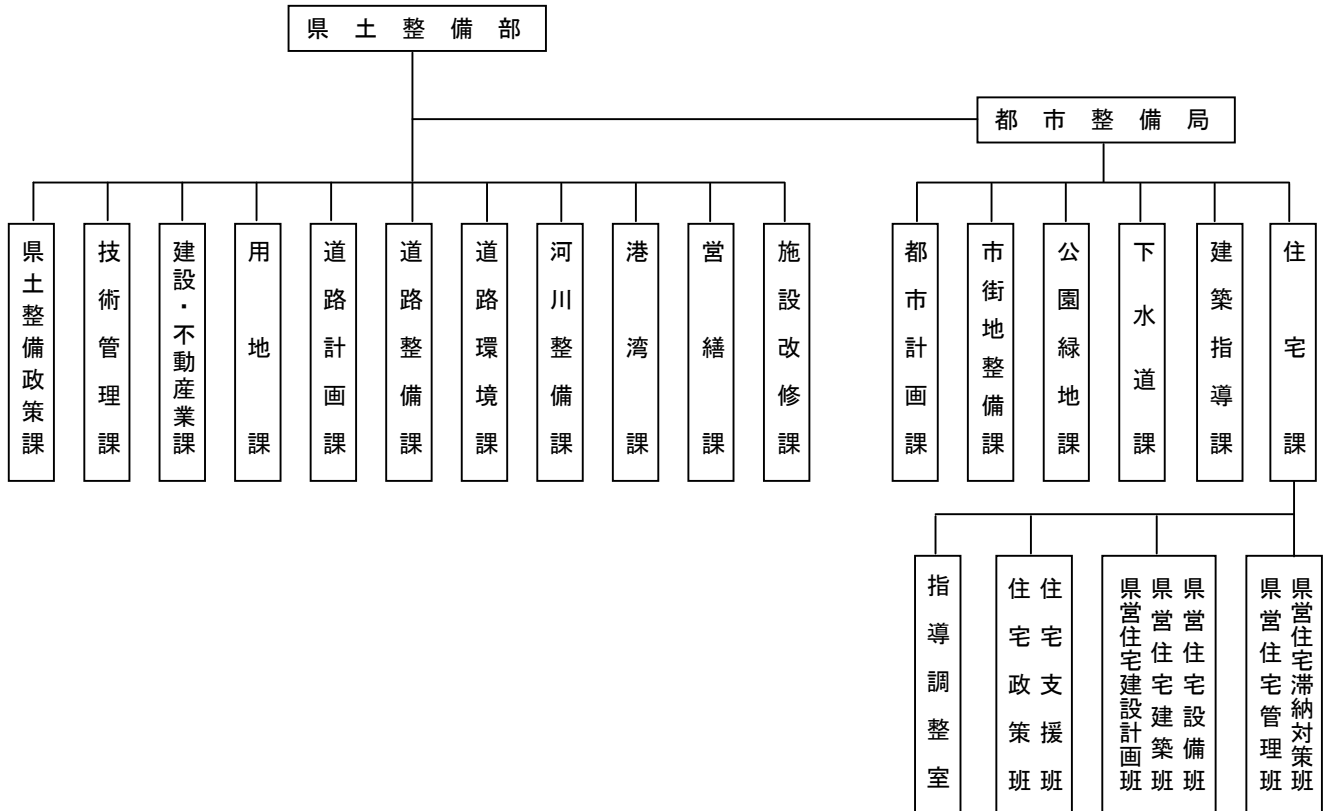 県土整備部
都市整備局
県土整備政策課
技術管理課
建設・不動産業課
用地課
道路計画課
道路整備課
道路環境課
河川整備課
港湾課
営繕課
施設改修課
都市計画課
市街地整備課
公園緑地課
下水道課
建築指導課
住宅課
指導調整室
住宅支援班
住宅政策班
県営住宅設備班
県営住宅建築班
県営住宅建設計画班
県営住宅滞納対策班
県営住宅管理班